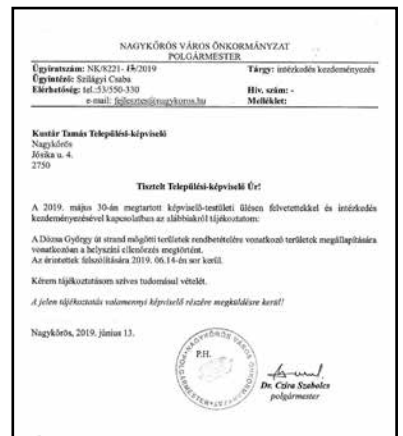 NAGYKŐRÖS VÁROS ÖNKORMÁNYZAT
POLGÁRMESTER
Ügyiratszám: NK/8221- 17/2019
Tárgy: intézkedés kezdeményezés
Ügyintéző: Szilágyi Csaba
Elérhetőség: tel.:53/550-330
Hiv. szám: -
e-mail: fejlesztes@nagykoros.hu
Melléklet:
Kustár Tamás Települési-képviselő
Nagykőrös
Jósika u. 4.
2750
Tisztelt Települési-képviselő Úr!
A 2019. május 30-án megtartott képviselő-testületi ülésen felvetettekkel és intézkedés
kezdeményezésével kapcsolatban az alábbiakról tájékoztatom:
A Dózsa György út strand mögötti területek rendbetételére vonatkozó területek megállapítására
vonatkozóan a helyszíni ellenőrzés megtörtént.
Az érintettek felszólítására 2019. 06.14-én sor kerül.
Kérem tájékoztatásom szíves tudomásul vételét.
A jelen tájékoztatás valamennyi képviselő részére megküldésre kerül!
Nagykőrös, 2019. június 13.
P.H.
NAGYKŐRÖS VÁROS ÖNKORMÁNYZAT
POLGÁRMESTER
Dr. Czira Szabolcs
polgármester